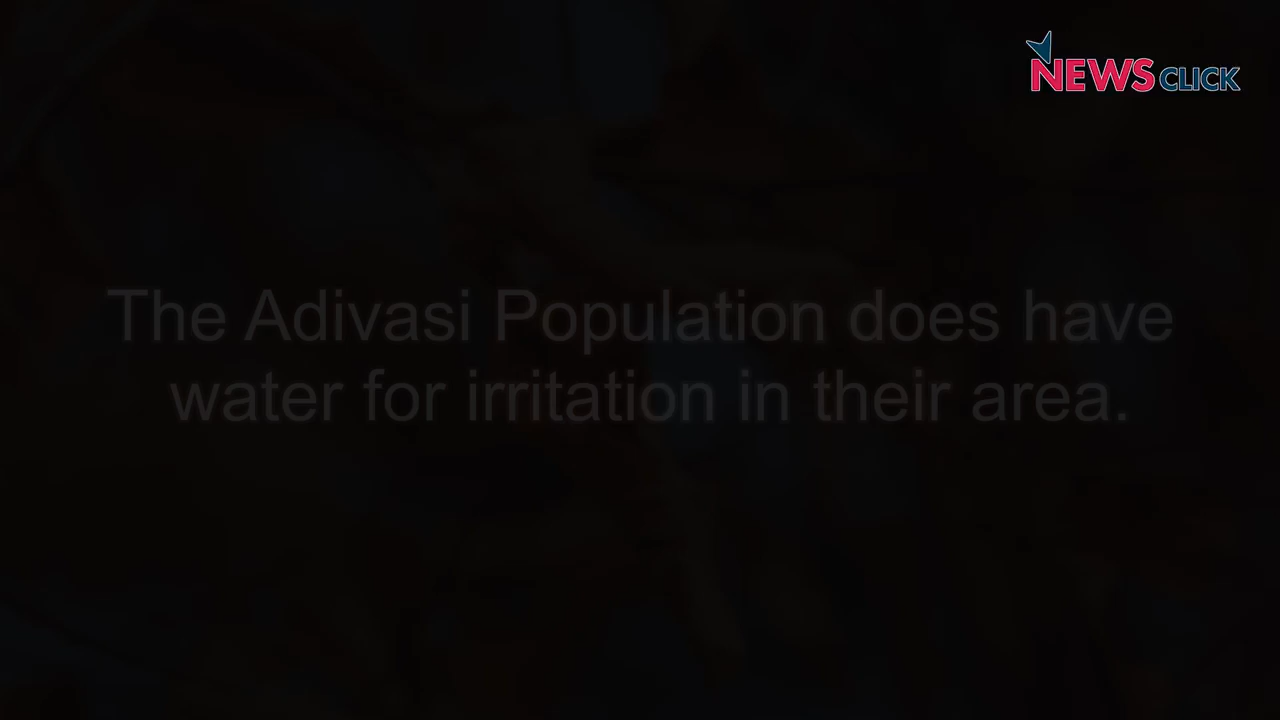 NEWSCLICK
The Adivasi Population does have
water for irritation in their area.